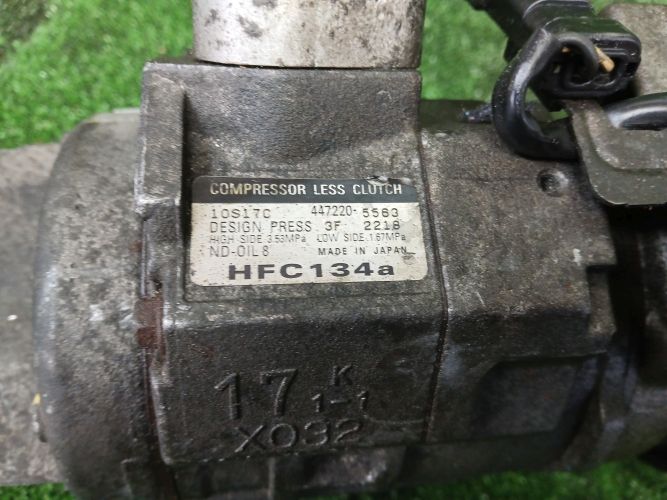 COMPRESSOR LESS CLUTCH
10S17C 447220-5563
DESIGN PRESS 3F 2218
HIGH SIDE 3.53MPa LOW SIDE 1.67MPa
ND-OIL 8 MADE IN JAPAN
HFC134a
17 K
1-1
X092